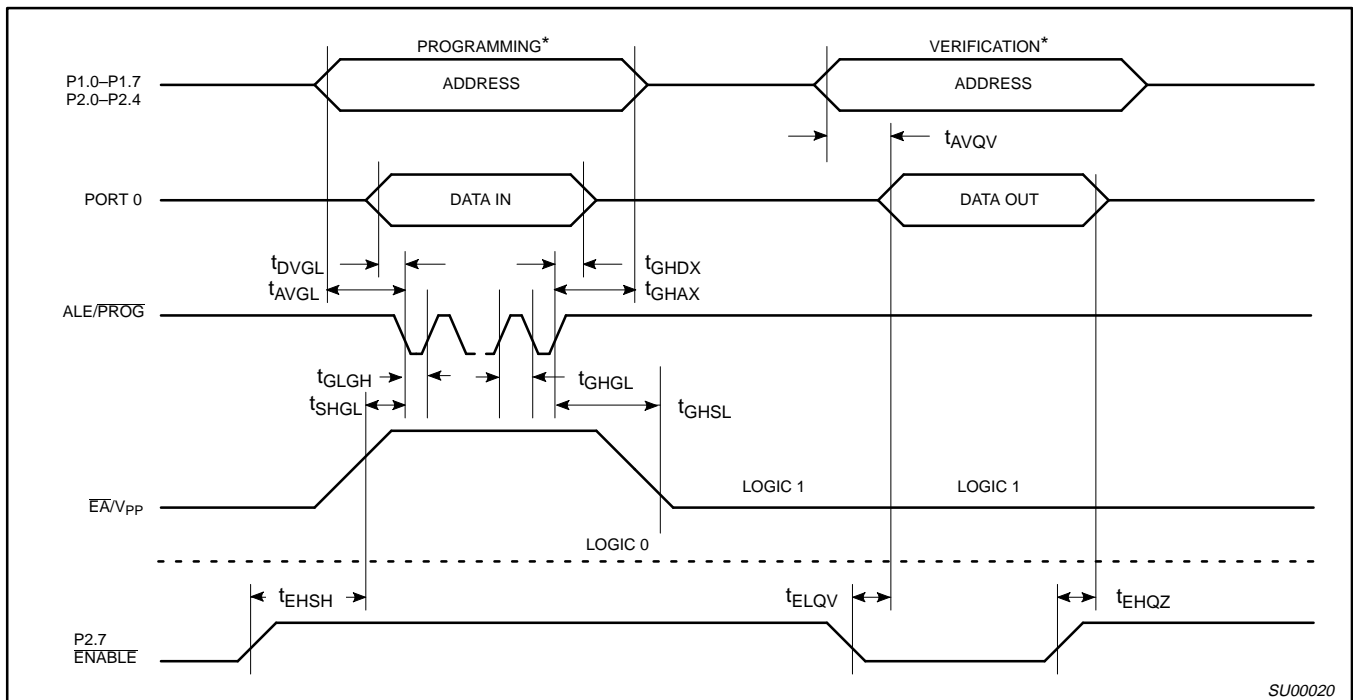 PROGRAMMING*
VERIFICATION*
P1.0–P1.7
P2.0–P2.4
ADDRESS
ADDRESS
tAVQV
PORT 0
DATA IN
DATA OUT
tDVGL
tGHDX
tAVGL
tGHAX
ALE/PROG
tGLGH
tGHGL
tSHGL
tGHSL
LOGIC 1
LOGIC 1
EA/VPP
LOGIC 0
tEHSH
tELQV
tEHQZ
P2.7
ENABLE
SU00020